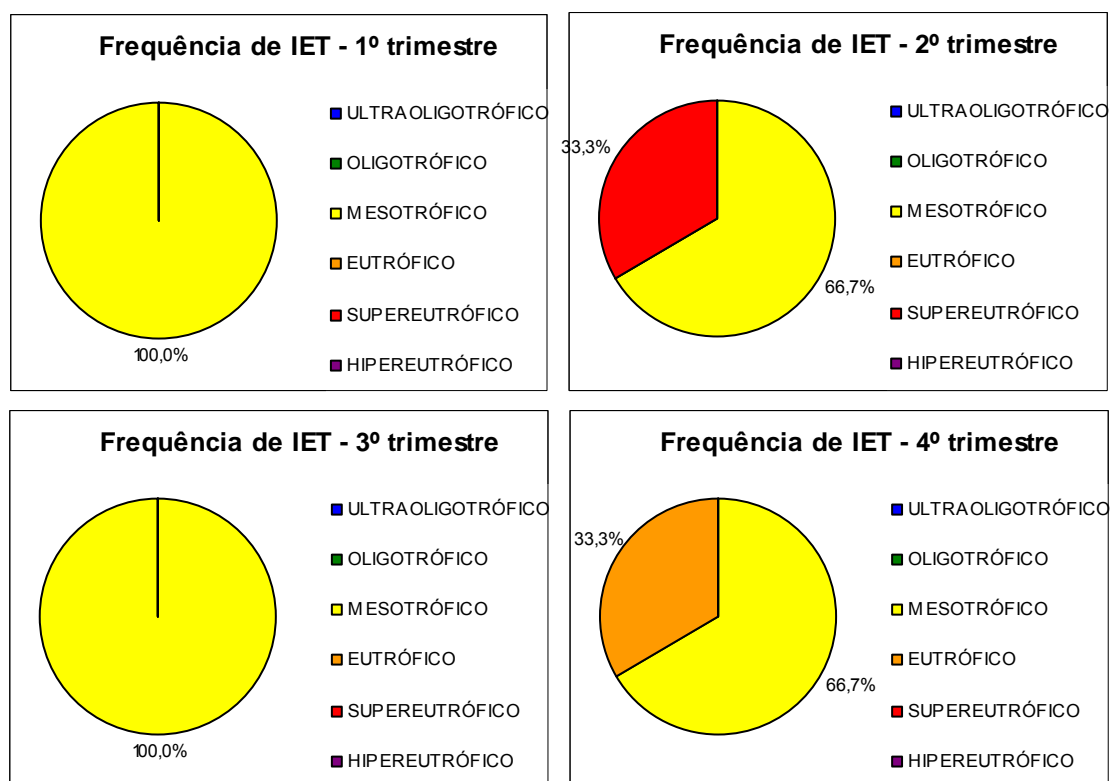 Frequência de IET - 1º trimestre
ULTRAOLIGOTRÓFICO
OLIGOTRÓFICO
MESOTRÓFICO
EUTRÓFICO
SUPEREUTRÓFICO
HIPEREUTRÓFICO
100,0%
Frequência de IET - 2º trimestre
33,3%
66,7%
ULTRAOLIGOTRÓFICO
OLIGOTRÓFICO
MESOTRÓFICO
EUTRÓFICO
SUPEREUTRÓFICO
HIPEREUTRÓFICO
Frequência de IET - 3º trimestre
ULTRAOLIGOTRÓFICO
OLIGOTRÓFICO
MESOTRÓFICO
EUTRÓFICO
SUPEREUTRÓFICO
HIPEREUTRÓFICO
100,0%
Frequência de IET - 4º trimestre
33,3%
66,7%
ULTRAOLIGOTRÓFICO
OLIGOTRÓFICO
MESOTRÓFICO
EUTRÓFICO
SUPEREUTRÓFICO
HIPEREUTRÓFICO